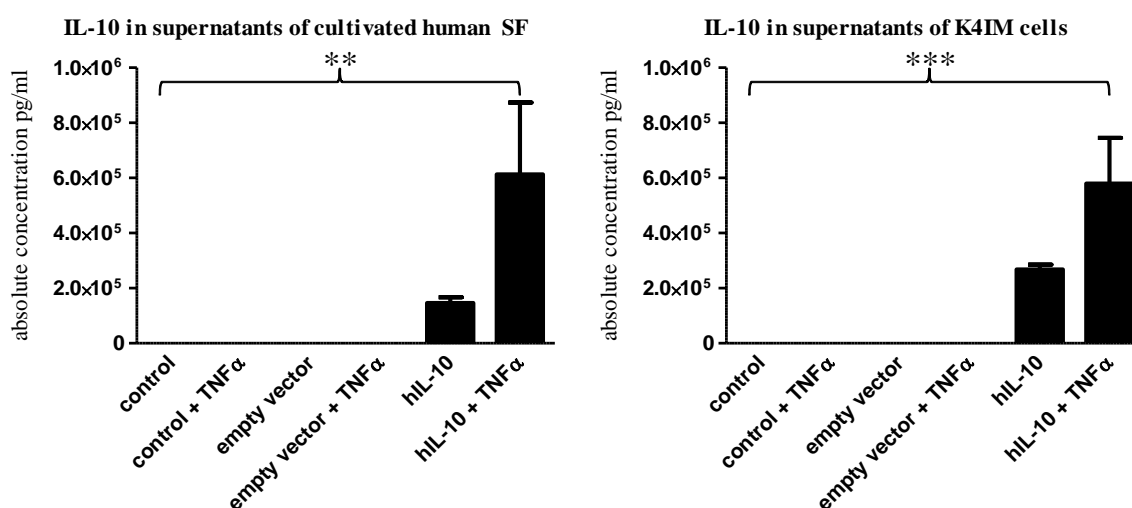 IL-10 in supernatants of cultivated human SF
**
absolute concentration pg/ml
1.0×10⁶
8.0×10⁵
6.0×10⁵
4.0×10⁵
2.0×10⁵
0
control
control + TNFα
empty vector
empty vector + TNFα
hIL-10
hIL-10 + TNFα
IL-10 in supernatants of K4IM cells
***
absolute concentration pg/ml
1.0×10⁶
8.0×10⁵
6.0×10⁵
4.0×10⁵
2.0×10⁵
0
control
control + TNFα
empty vector
empty vector + TNFα
hIL-10
hIL-10 + TNFα